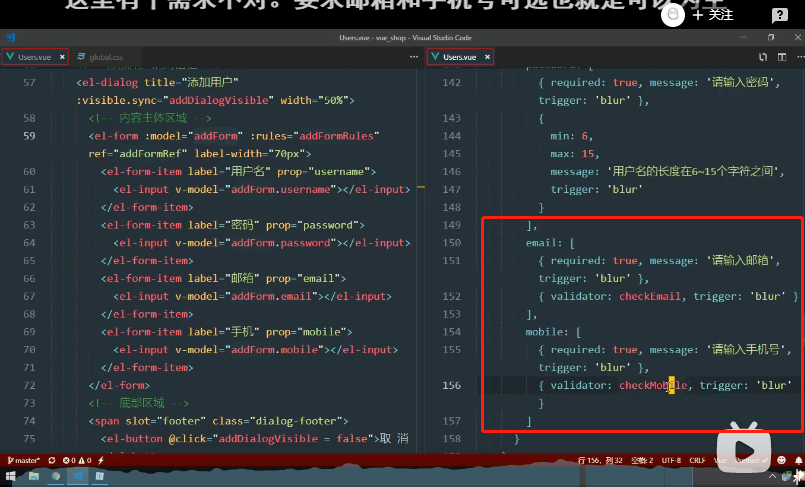 这里有个需求不对。要求邮箱和手机号可选也就是可以为空
+ 关注
Users.vue - vue_shop - Visual Studio Code
Users.vue ×
global.css
Users.vue ×
57 <el-dialog title="添加用户"
:visible.sync="addDialogVisible" width="50%">
58 <!-- 内容主体区域 -->
59 <el-form :model="addForm" :rules="addFormRules"
ref="addFormRef" label-width="70px">
60 <el-form-item label="用户名" prop="username">
61 <el-input v-model="addForm.username"></el-input>
62 </el-form-item>
63 <el-form-item label="密码" prop="password">
64 <el-input v-model="addForm.password"></el-input>
65 </el-form-item>
66 <el-form-item label="邮箱" prop="email">
67 <el-input v-model="addForm.email"></el-input>
68 </el-form-item>
69 <el-form-item label="手机" prop="mobile">
70 <el-input v-model="addForm.mobile"></el-input>
71 </el-form-item>
72 </el-form>
73 <!-- 底部区域 -->
74 <span slot="footer" class="dialog-footer">
75 <el-button @click="addDialogVisible = false">取 消
142 { required: true, message: '请输入密码',
trigger: 'blur' },
143 {
144 min: 6,
145 max: 15,
146 message: '用户名的长度在6~15个字符之间',
147 trigger: 'blur'
148 }
149 ],
150 email: [
151 { required: true, message: '请输入邮箱',
trigger: 'blur' },
152 { validator: checkEmail, trigger: 'blur' }
153 ],
154 mobile: [
155 { required: true, message: '请输入手机号',
trigger: 'blur' },
156 { validator: checkMobile, trigger: 'blur'
}
157 ]
158 }
master* 0 0 行 156，列 32 空格: 2 UTF-8 CRLF Vue